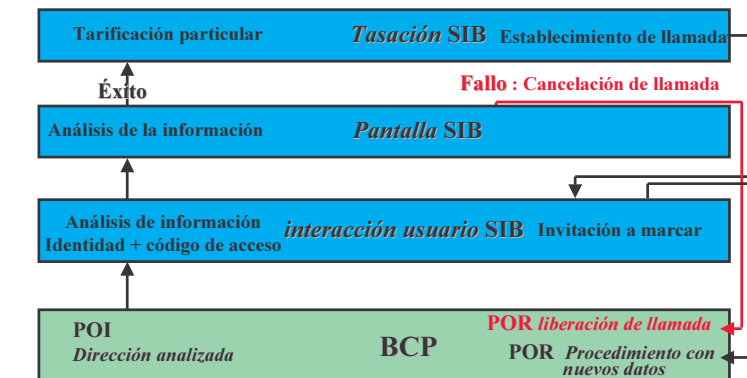 Tarificación particular Tasación SIB Establecimiento de llamada
Éxito Fallo : Cancelación de llamada
Análisis de la información Pantalla SIB
Análisis de información
Identidad + código de acceso interacción usuario SIB Invitación a marcar
POI POR liberación de llamada
Dirección analizada BCP POR Procedimiento con
nuevos datos